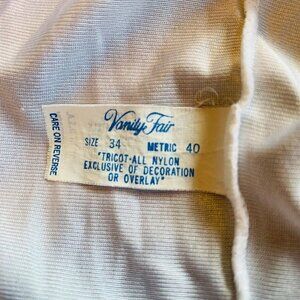 Vanity Fair
SIZE 34 METRIC 40
"TRICOT-ALL NYLON
EXCLUSIVE OF DECORATION
OR OVERLAY"
CARE ON REVERSE